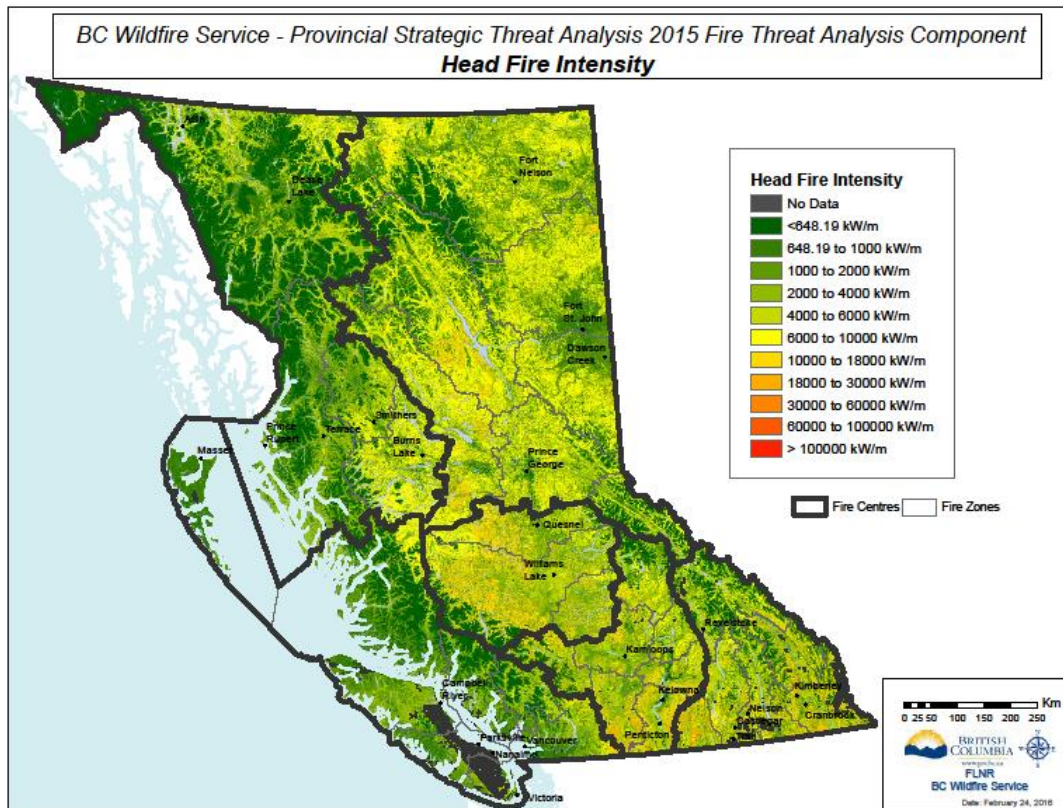 BC Wildfire Service - Provincial Strategic Threat Analysis 2015 Fire Threat Analysis Component
Head Fire Intensity
Atlin
Dease
Lake
Fort
Nelson
Fort
St. John
Dawson
Creek
Smithers
Prince
Rupert
Terrace
Burns
Lake
Masset
Prince
George
Quesnel
Williams
Lake
Revelstoke
Kamloops
Kelowna
Kimberley
Nelson
Castlegar
Cranbrook
Trail
Penticton
Campbell
River
Parksville
Vancouver
Nanaimo
Victoria
Head Fire Intensity
No Data
<648.19 kW/m
648.19 to 1000 kW/m
1000 to 2000 kW/m
2000 to 4000 kW/m
4000 to 6000 kW/m
6000 to 10000 kW/m
10000 to 18000 kW/m
18000 to 30000 kW/m
30000 to 60000 kW/m
60000 to 100000 kW/m
> 100000 kW/m
Fire Centres
Fire Zones
Km
0 25 50 100 150 200 250
BRITISH
COLUMBIA
www.gov.bc.ca
FLNR
BC Wildfire Service
Date: February 24, 2016